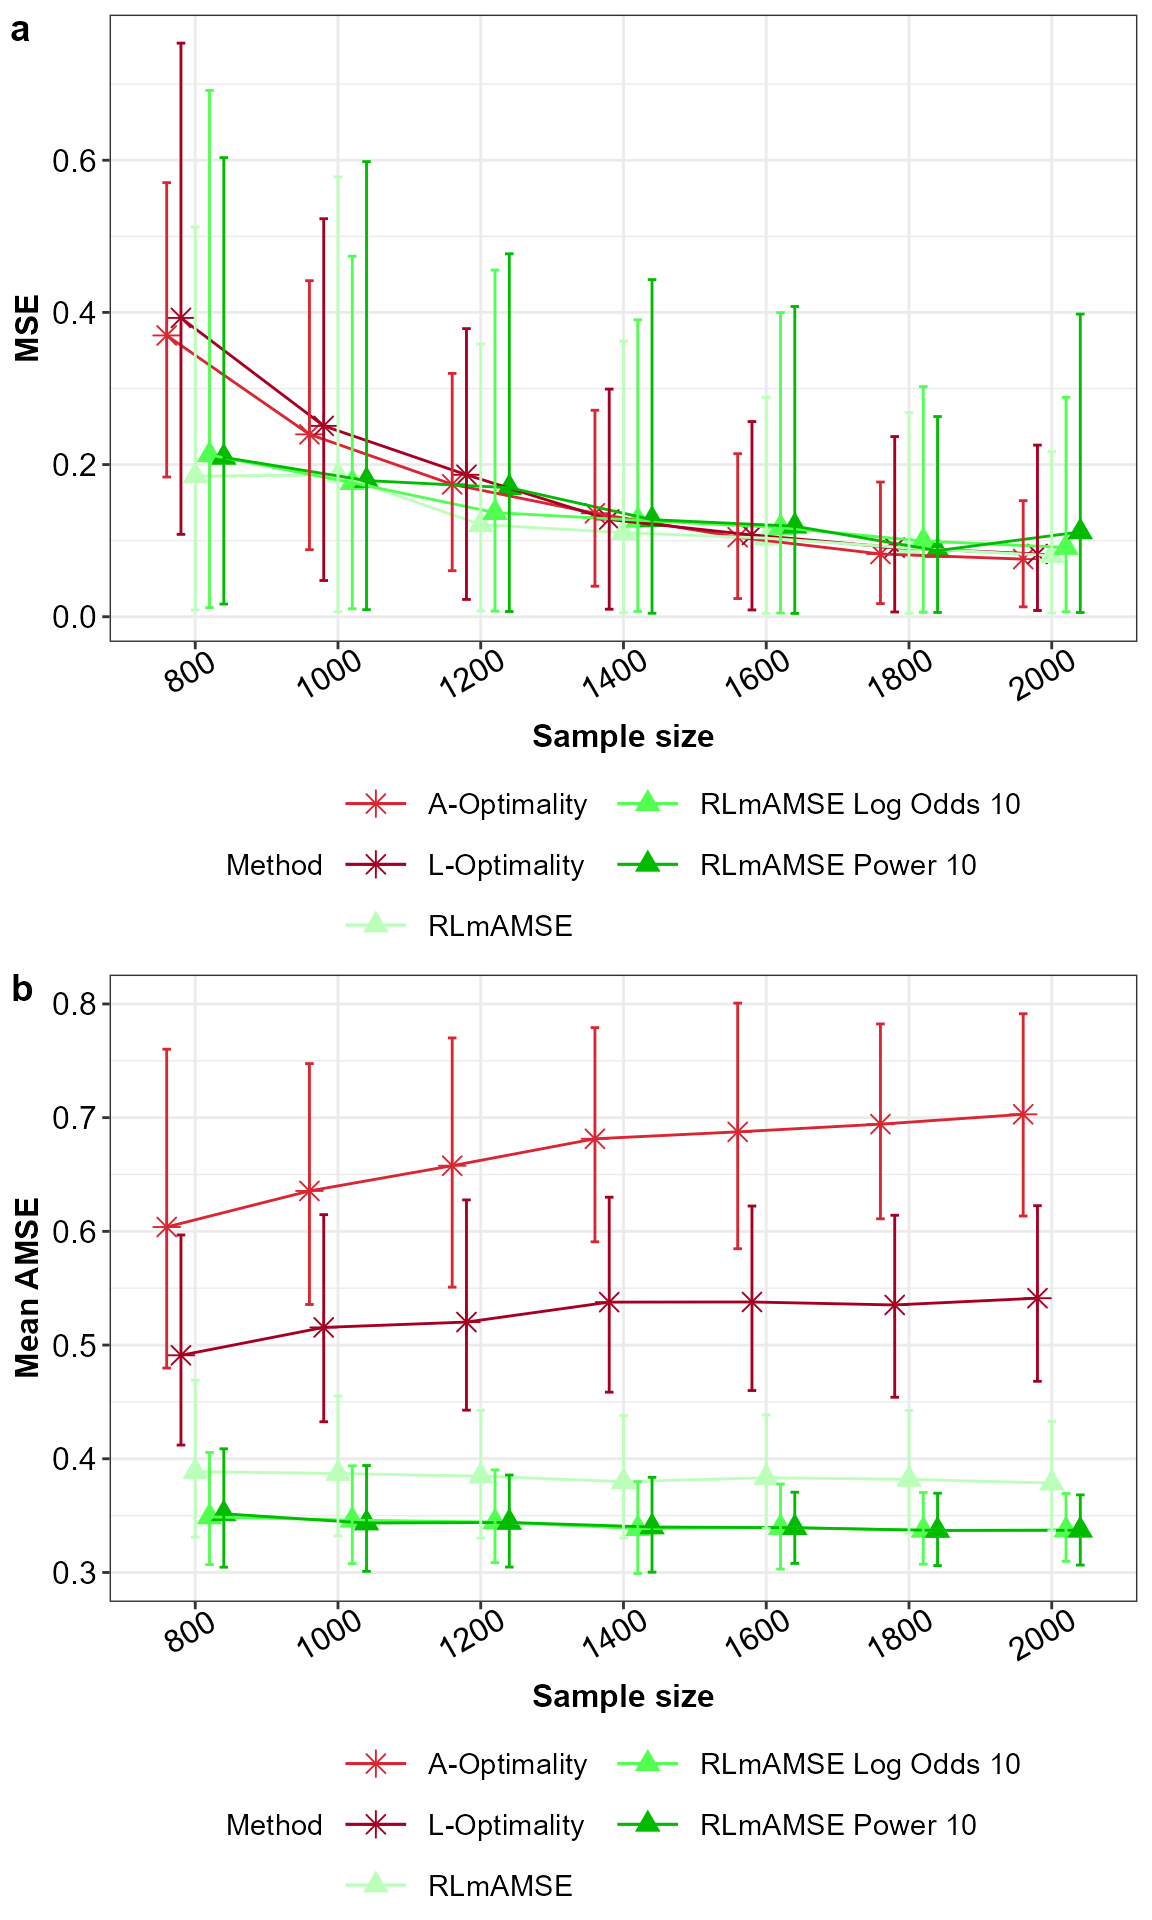 a
MSE
0.6
0.4
0.2
0.0
800 1000 1200 1400 1600 1800 2000
Sample size
Method
A-Optimality
L-Optimality
RLmAMSE
RLmAMSE Log Odds 10
RLmAMSE Power 10
b
Mean AMSE
0.8
0.7
0.6
0.5
0.4
0.3
800 1000 1200 1400 1600 1800 2000
Sample size
Method
A-Optimality
L-Optimality
RLmAMSE
RLmAMSE Log Odds 10
RLmAMSE Power 10